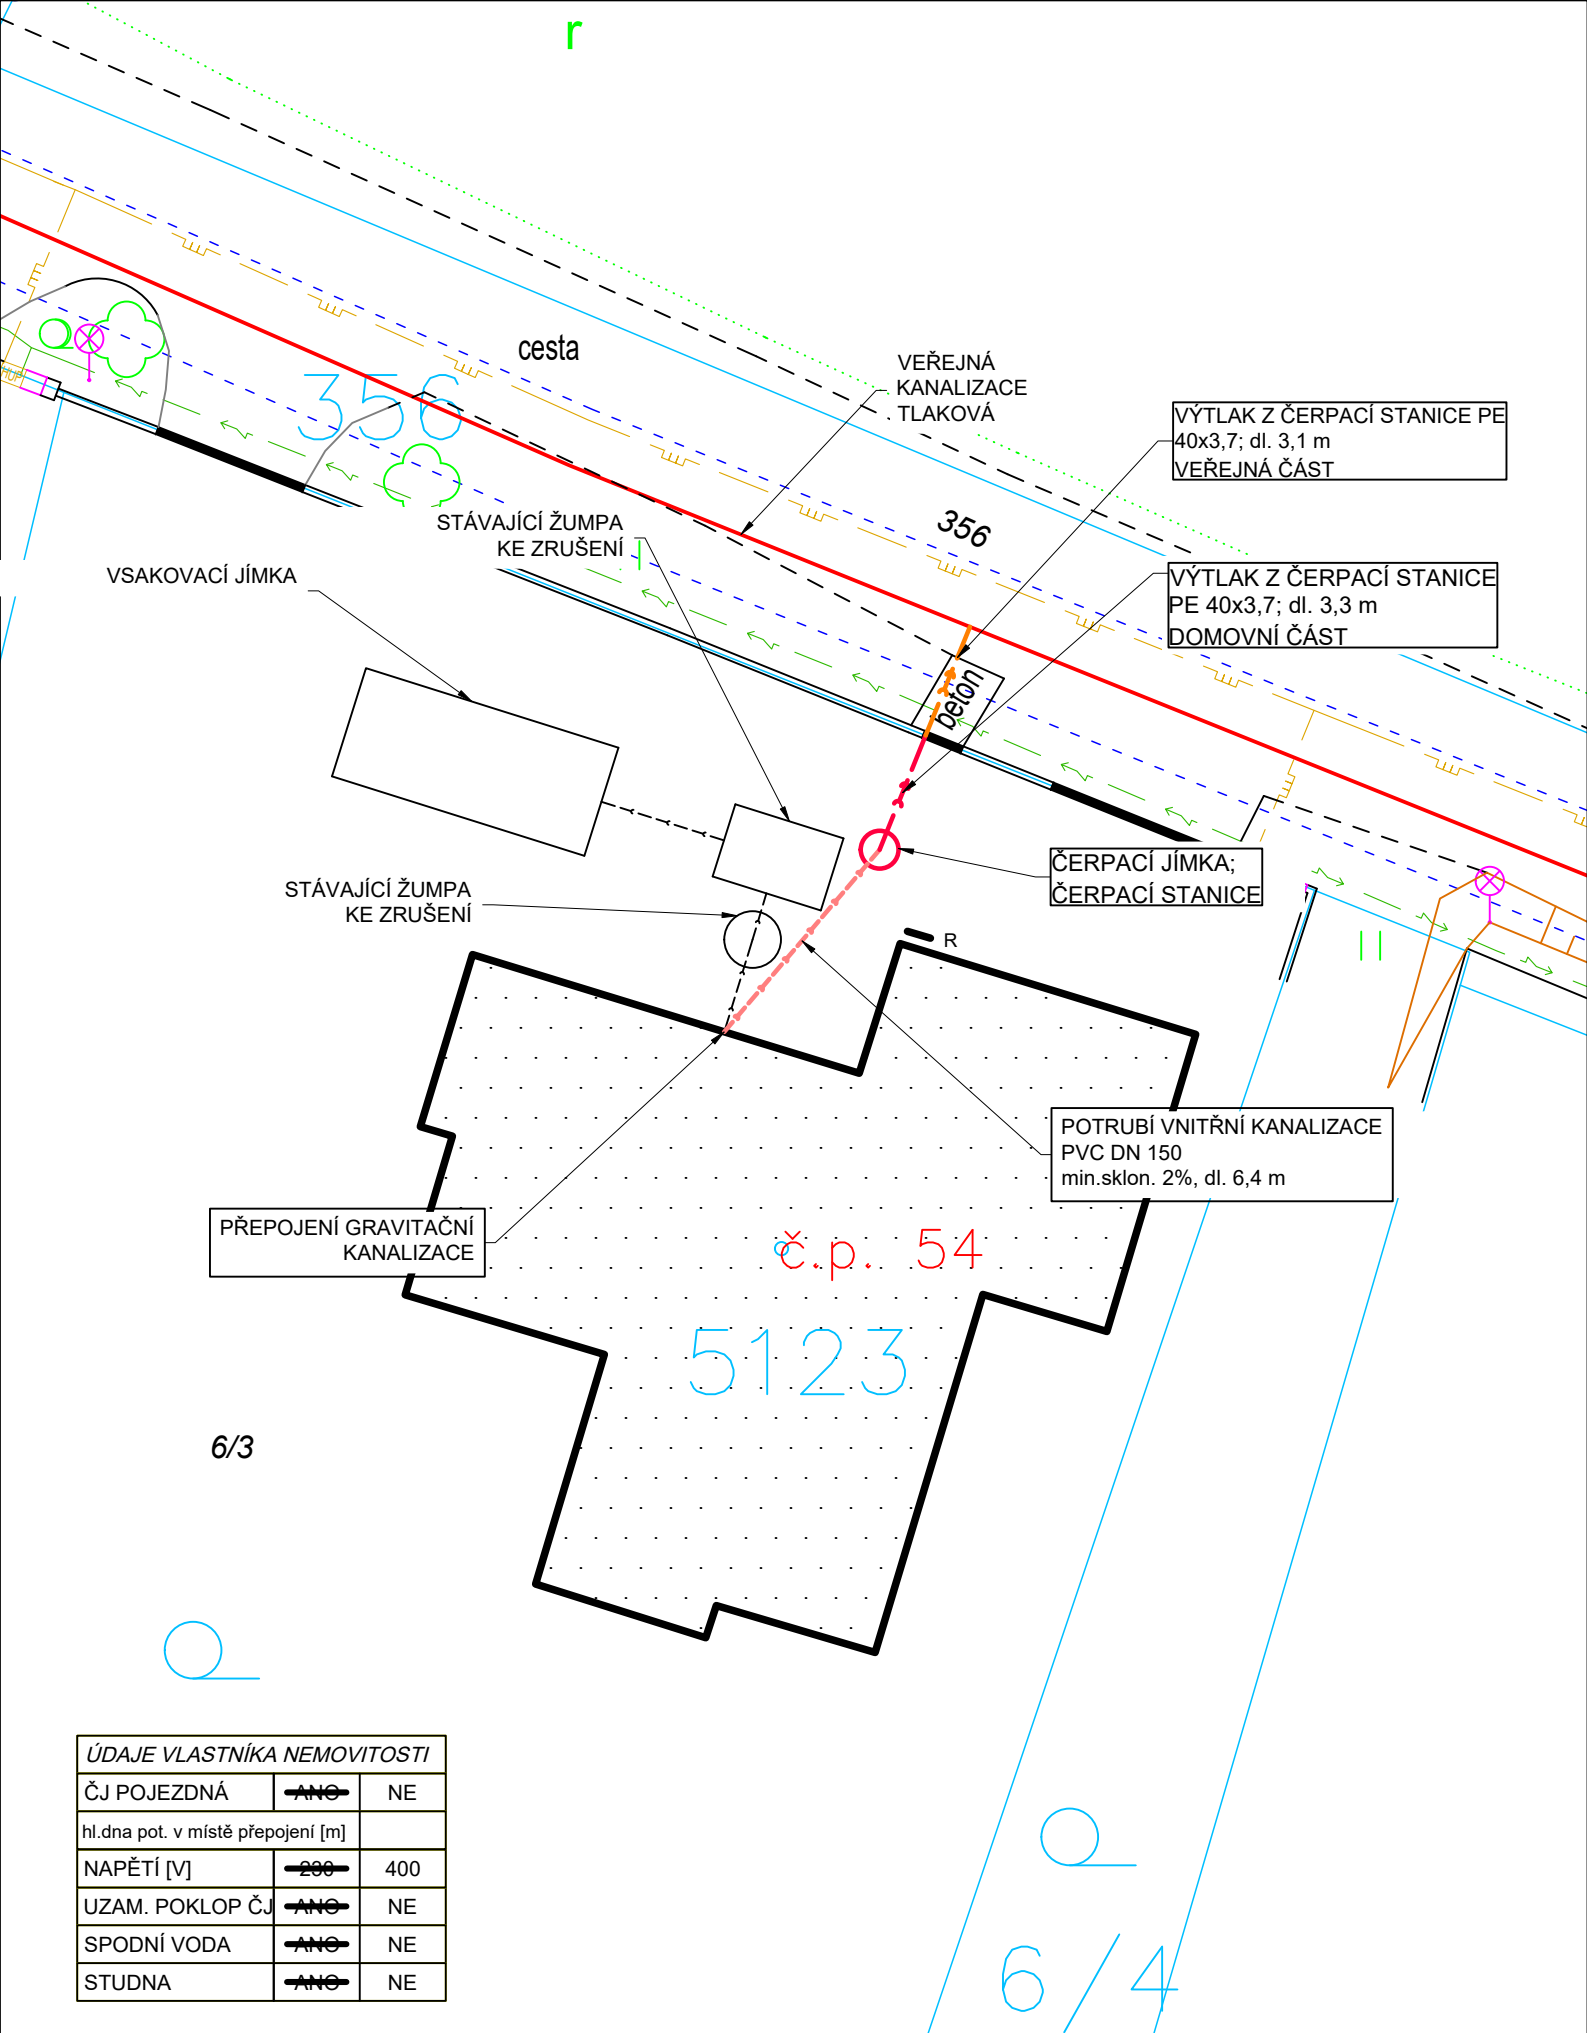 r
cesta
356
VEŘEJNÁ
KANALIZACE
TLAKOVÁ
VÝTLAK Z ČERPACÍ STANICE PE
40x3,7; dl. 3,1 m
VEŘEJNÁ ČÁST
STÁVAJÍCÍ ŽUMPA
KE ZRUŠENÍ
356
VSAKOVACÍ JÍMKA
VÝTLAK Z ČERPACÍ STANICE
PE 40x3,7; dl. 3,3 m
DOMOVNÍ ČÁST
beton
ČERPACÍ JÍMKA;
ČERPACÍ STANICE
STÁVAJÍCÍ ŽUMPA
KE ZRUŠENÍ
R
POTRUBÍ VNITŘNÍ KANALIZACE
PVC DN 150
min.sklon. 2%, dl. 6,4 m
PŘEPOJENÍ GRAVITAČNÍ
KANALIZACE
č.p. 54
5123
6/3
ÚDAJE VLASTNÍKA NEMOVITOSTI
ČJ POJEZDNÁ ANO NE
hl.dna pot. v místě přepojení [m]
NAPĚTÍ [V] 230 400
UZAM. POKLOP ČJ ANO NE
SPODNÍ VODA ANO NE
STUDNA ANO NE
6/4